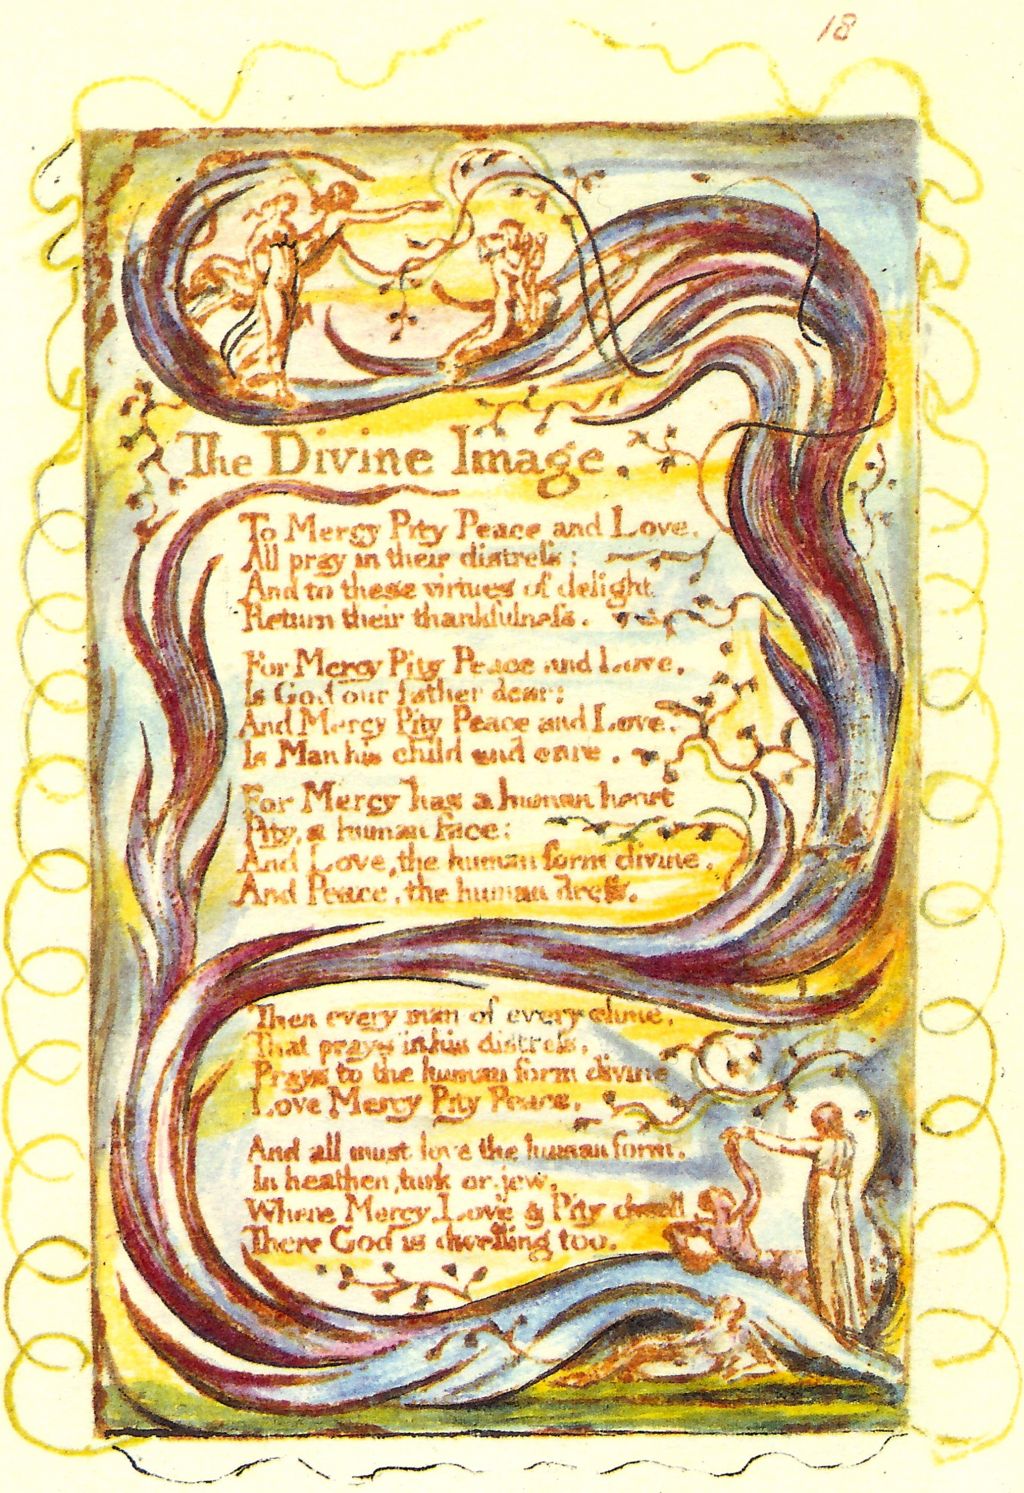 18
The Divine Image.
To Mercy Pity Peace and Love.
All pray in their distress:
And to these virtues of delight
Return their thankfulness.
For Mercy Pity Peace and Love,
Is God our father dear:
And Mercy Pity Peace and Love.
Is Man his child and care.
For Mercy has a human heart
Pity, a human face:
And Love, the human form divine,
And Peace, the human dress.
Then every man of every clime,
That prays in his distress,
Prays to the human form divine
Love Mercy Pity Peace.
And all must love the human form.
In heathen, turk or jew.
Where Mercy, Love & Pity dwell
There God is dwelling too.